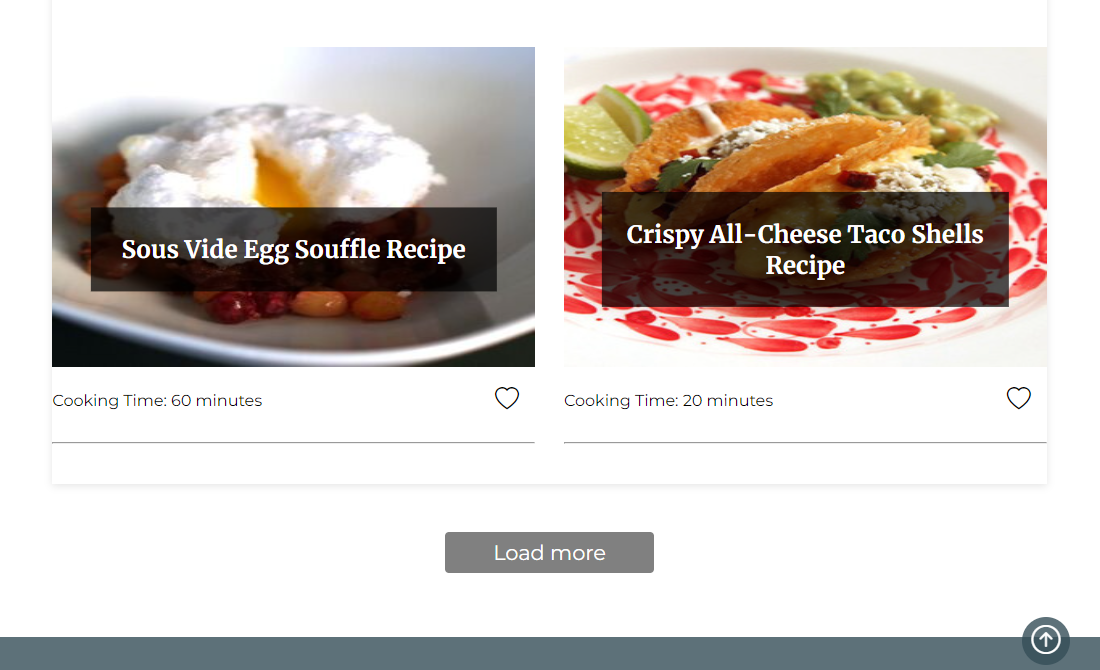 Sous Vide Egg Souffle Recipe
Crispy All-Cheese Taco Shells
Recipe
Cooking Time: 60 minutes
Cooking Time: 20 minutes
Load more